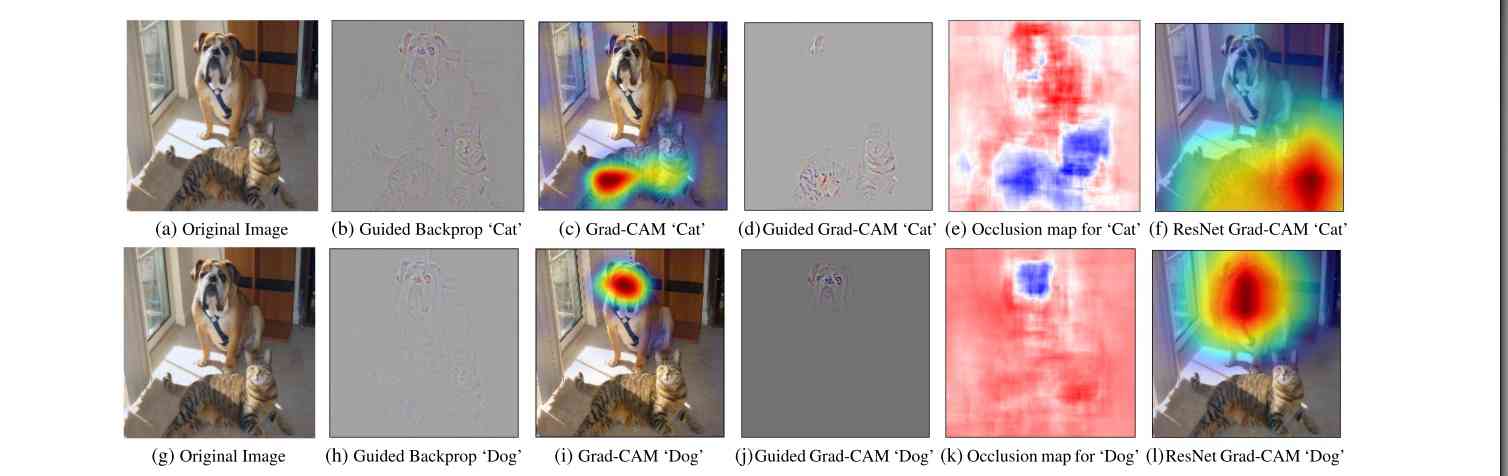 (a) Original Image (b) Guided Backprop ‘Cat’ (c) Grad-CAM ‘Cat’ (d)Guided Grad-CAM ‘Cat’ (e) Occlusion map for ‘Cat’ (f) ResNet Grad-CAM ‘Cat’
(g) Original Image (h) Guided Backprop ‘Dog’ (i) Grad-CAM ‘Dog’ (j)Guided Grad-CAM ‘Dog’ (k) Occlusion map for ‘Dog’ (l)ResNet Grad-CAM ‘Dog’